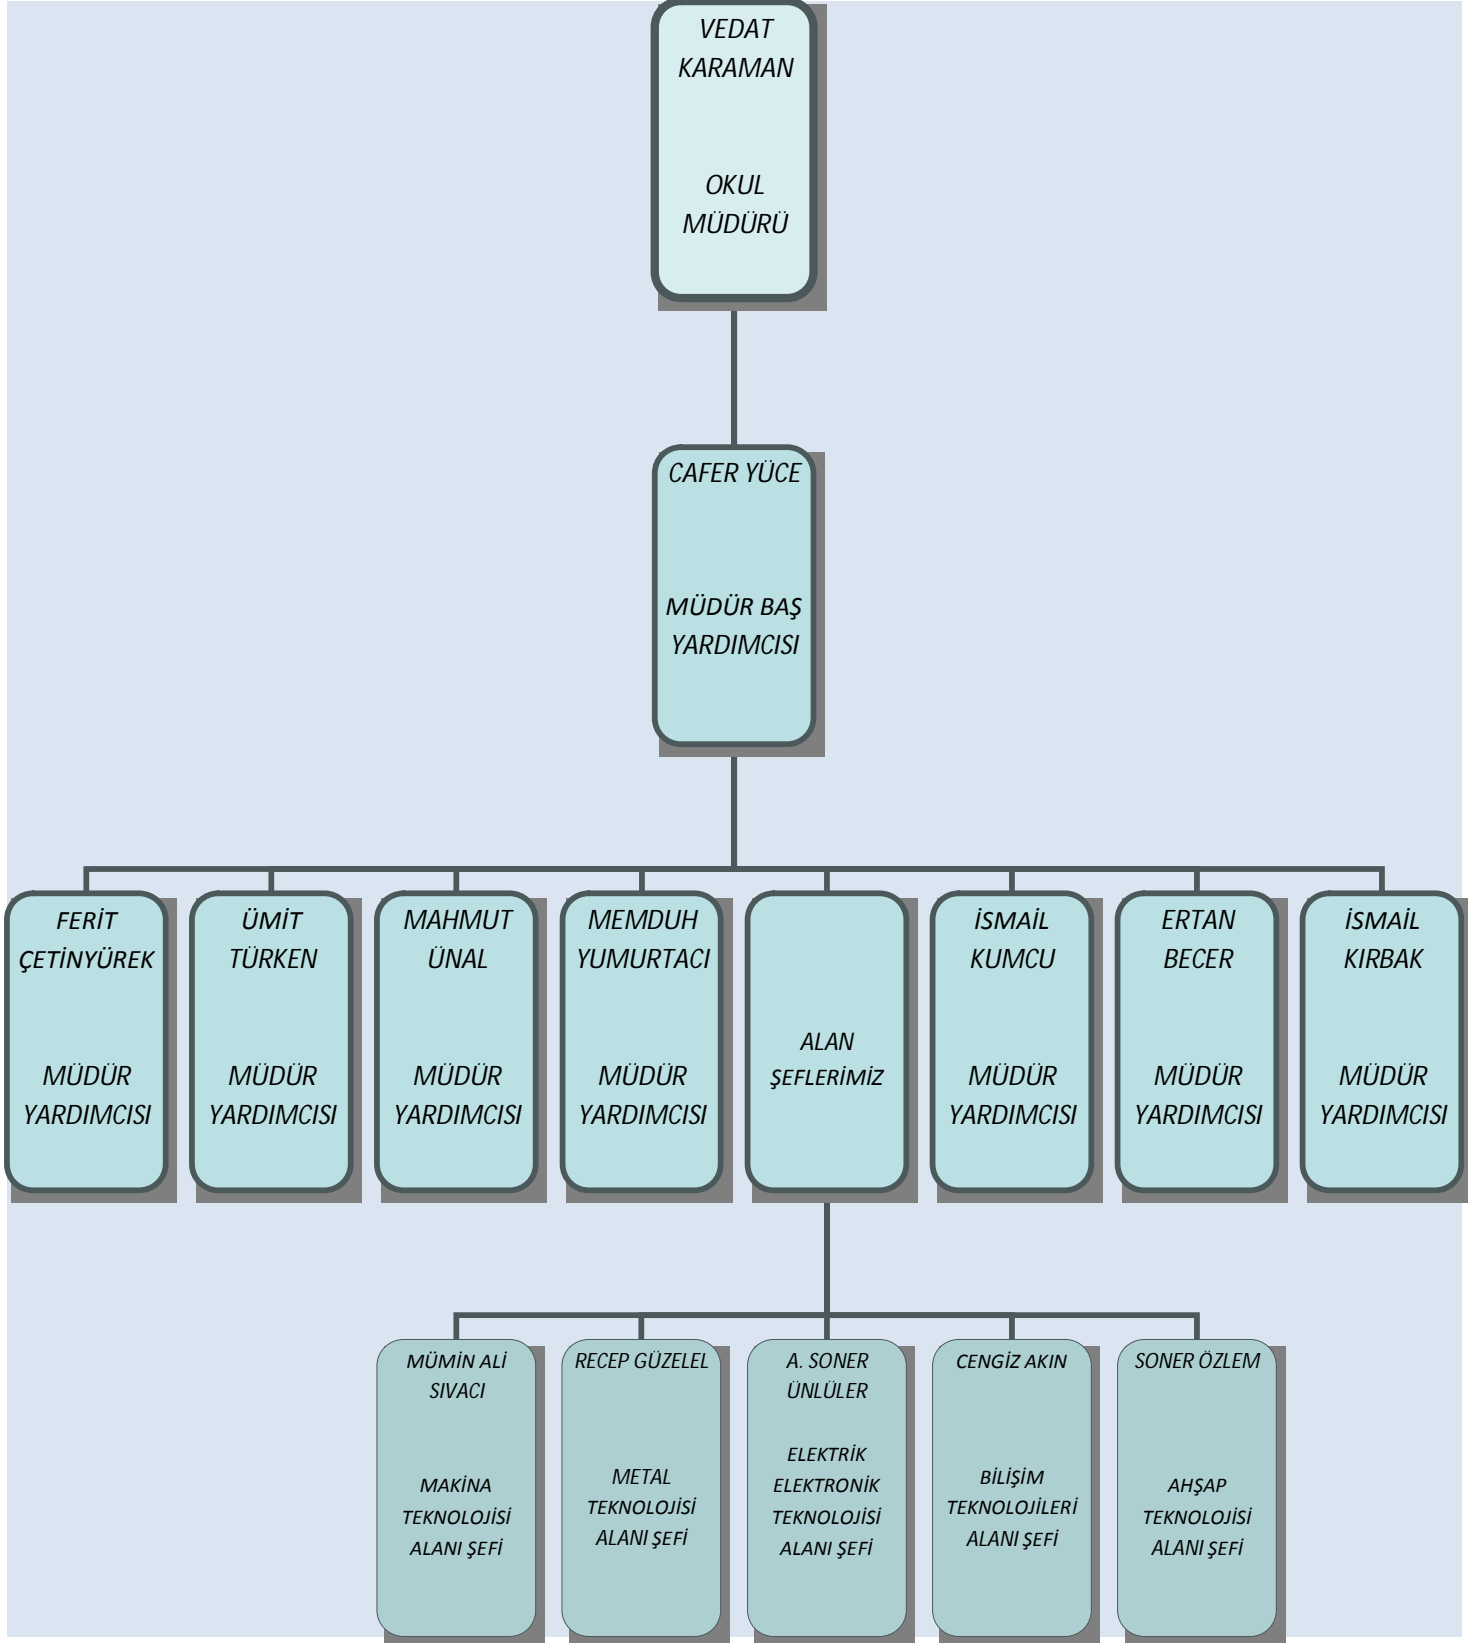 VEDAT
KARAMAN
OKUL
MÜDÜRÜ
CAFER YÜCE
MÜDÜR BAŞ
YARDIMCISI
FERİT
ÇETİNYÜREK
MÜDÜR
YARDIMCISI
ÜMİT
TÜRKEN
MÜDÜR
YARDIMCISI
MAHMUT
ÜNAL
MÜDÜR
YARDIMCISI
MEMDUH
YUMURTACI
MÜDÜR
YARDIMCISI
ALAN
ŞEFLERİMİZ
İSMAİL
KUMCU
MÜDÜR
YARDIMCISI
ERTAN
BECER
MÜDÜR
YARDIMCISI
İSMAİL
KIRBAK
MÜDÜR
YARDIMCISI
MÜMİN ALİ
SIVACI
MAKİNA
TEKNOLOJİSİ
ALANI ŞEFİ
RECEP GÜZELEL
METAL
TEKNOLOJİSİ
ALANI ŞEFİ
A. SONER
ÜNLÜLER
ELEKTRİK
ELEKTRONİK
TEKNOLOJİSİ
ALANI ŞEFİ
CENGİZ AKIN
BİLİŞİM
TEKNOLOJİLERİ
ALANI ŞEFİ
SONER ÖZLEM
AHŞAP
TEKNOLOJİSİ
ALANI ŞEFİ